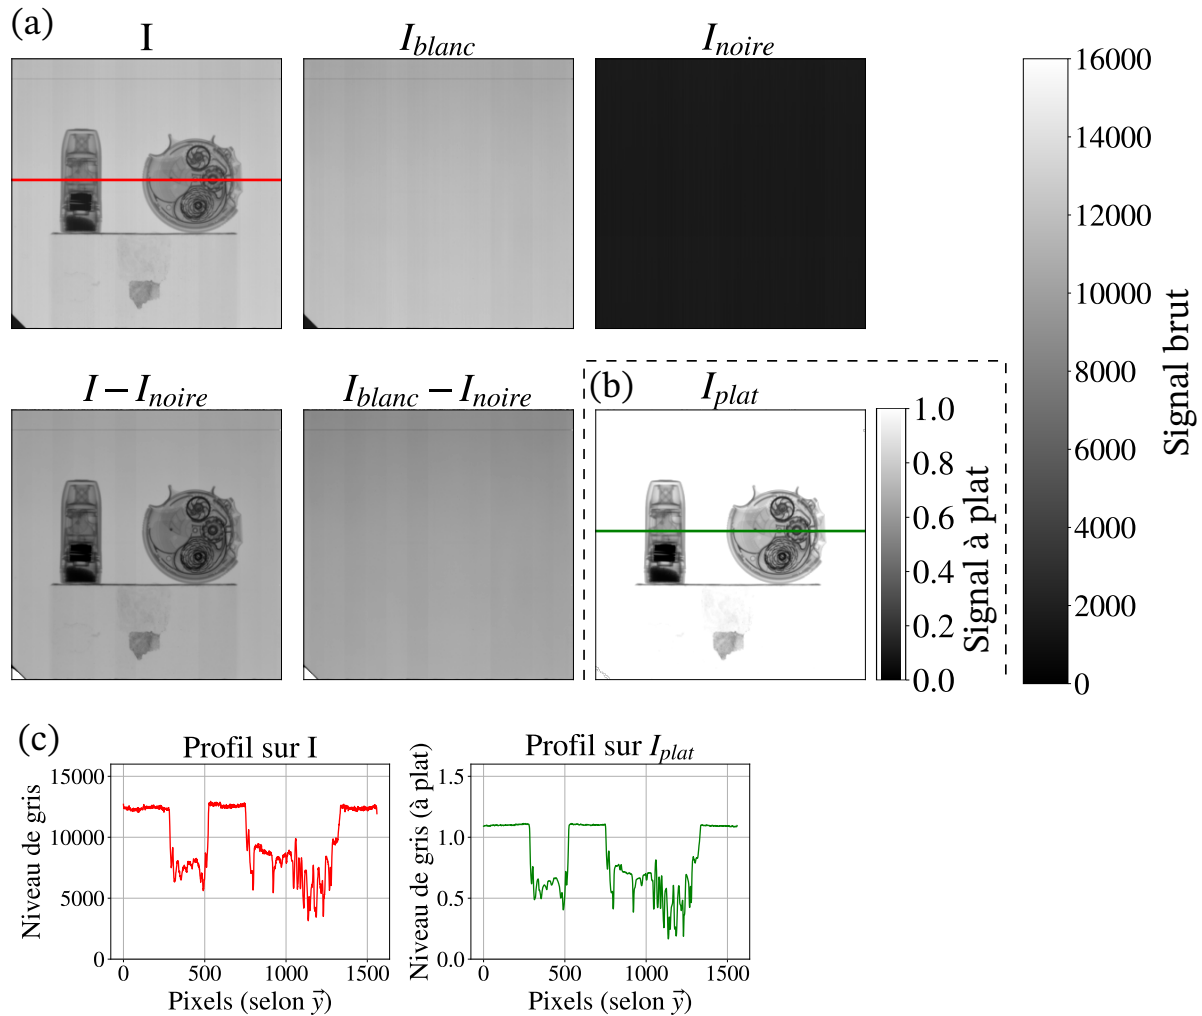 (a)
I
I_blanc
I_noire
16000
14000
12000
10000
8000
6000
4000
2000
0
Signal brut
I − I_noire
I_blanc − I_noire
(b)
I_plat
1.0
0.8
0.6
0.4
0.2
0.0
Signal à plat
(c)
Profil sur I
15000
10000
5000
0
Niveau de gris
0 500 1000 1500
Pixels (selon y⃗)
Profil sur I_plat
1.5
1.0
0.5
0.0
Niveau de gris (à plat)
0 500 1000 1500
Pixels (selon y⃗)